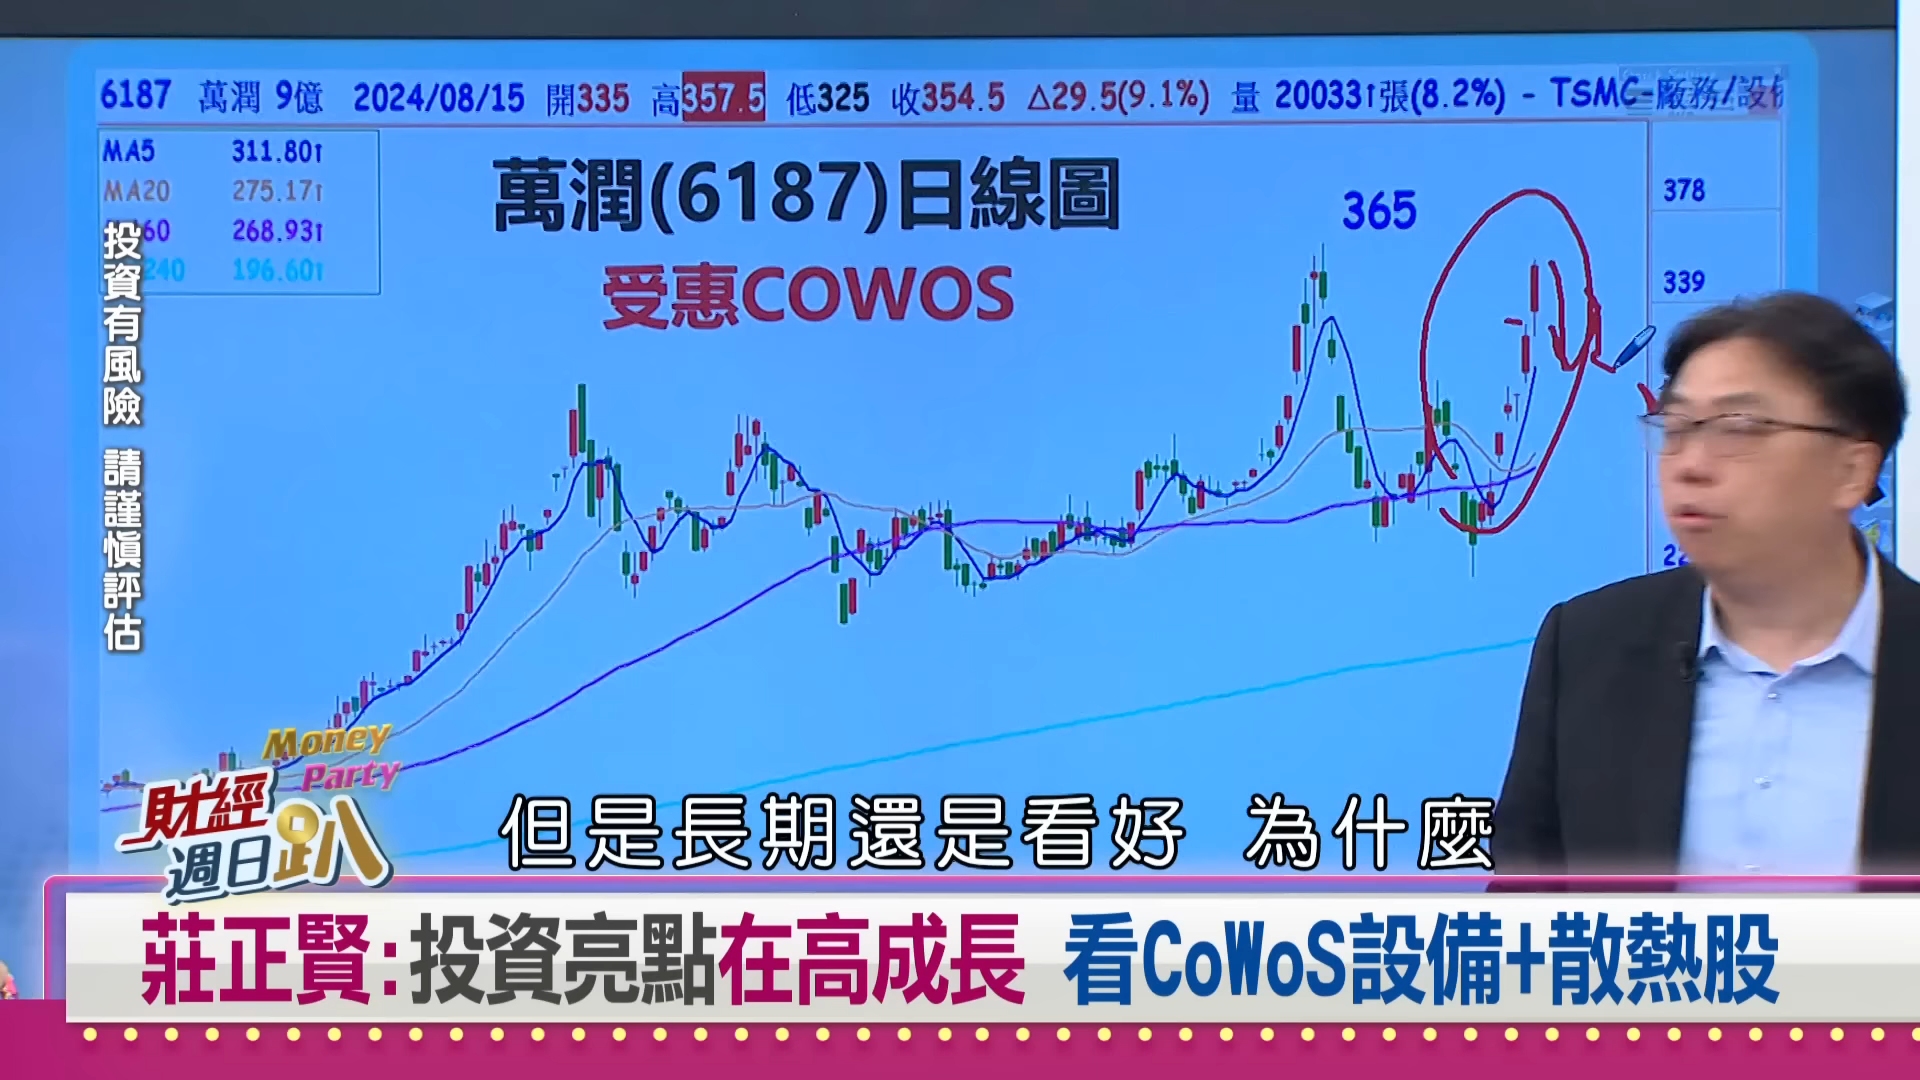 6187 萬潤 9億 2024/08/15 開335 高357.5 低325 收354.5 △29.5(9.1%) 量 20033↑張(8.2%) - TSMC-廠務/設
MA5 311.80↑
MA20 275.17↑
60 268.93↑
240 196.60↑
萬潤(6187)日線圖
受惠COWOS
365
378
339
投資有風險 請謹慎評估
Money
Party
財經
週日趴
但是長期還是看好 為什麼
莊正賢:投資亮點在高成長 看CoWoS設備+散熱股